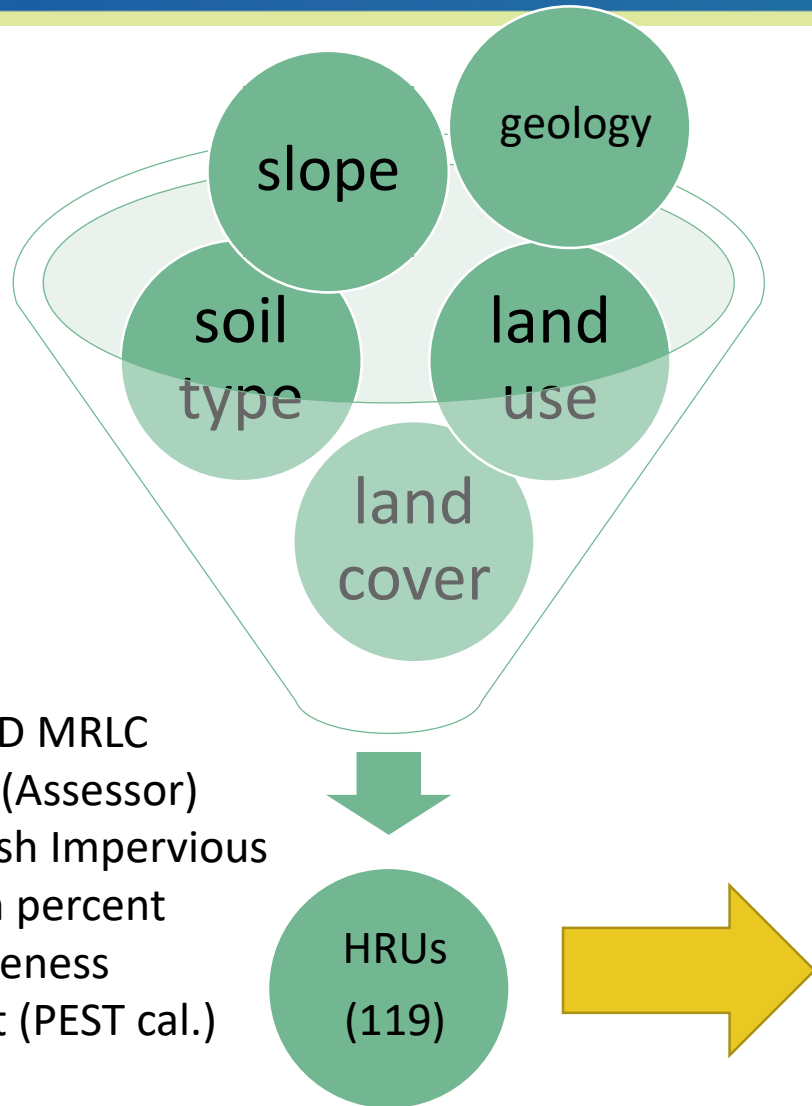 geology
slope
soil
type
land
use
land
cover
D MRLC
(Assessor)
sh Impervious
percent
eness
(PEST cal.)
HRUs
(119)